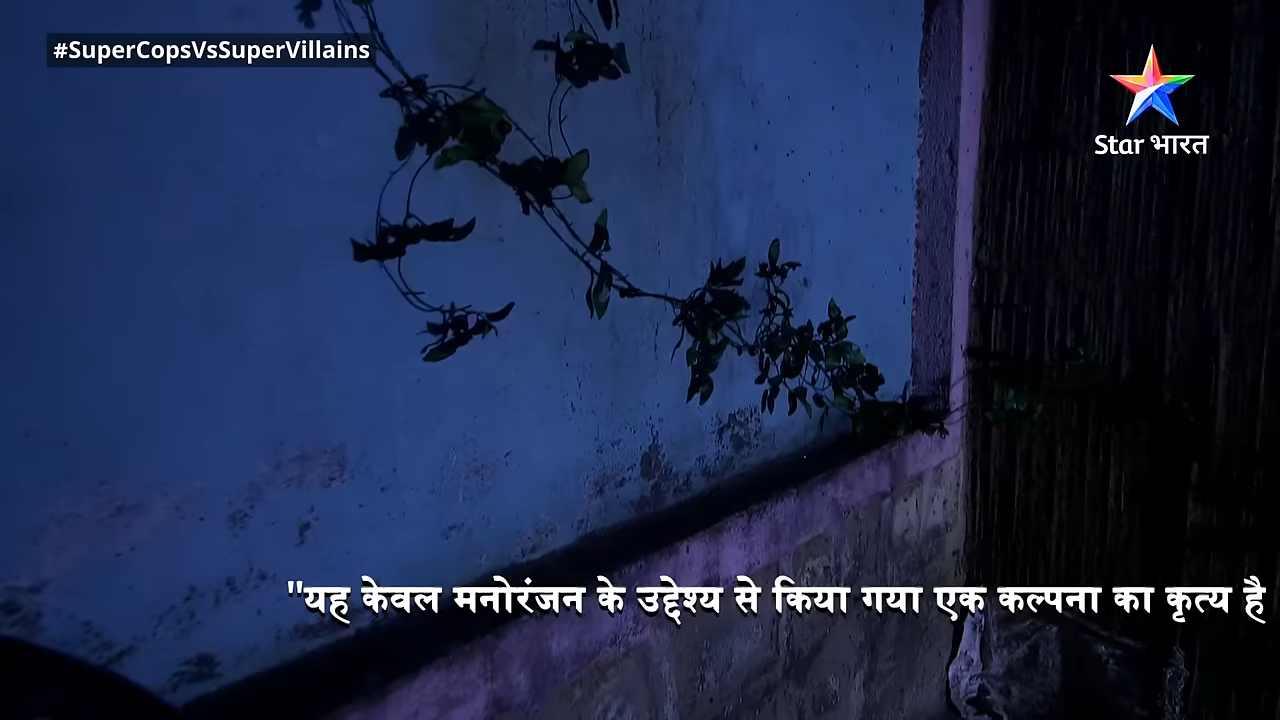 #SuperCopsVsSuperVillains
Star भारत
"यह केवल मनोरंजन के उद्देश्य से किया गया एक कल्पना का कृत्य है